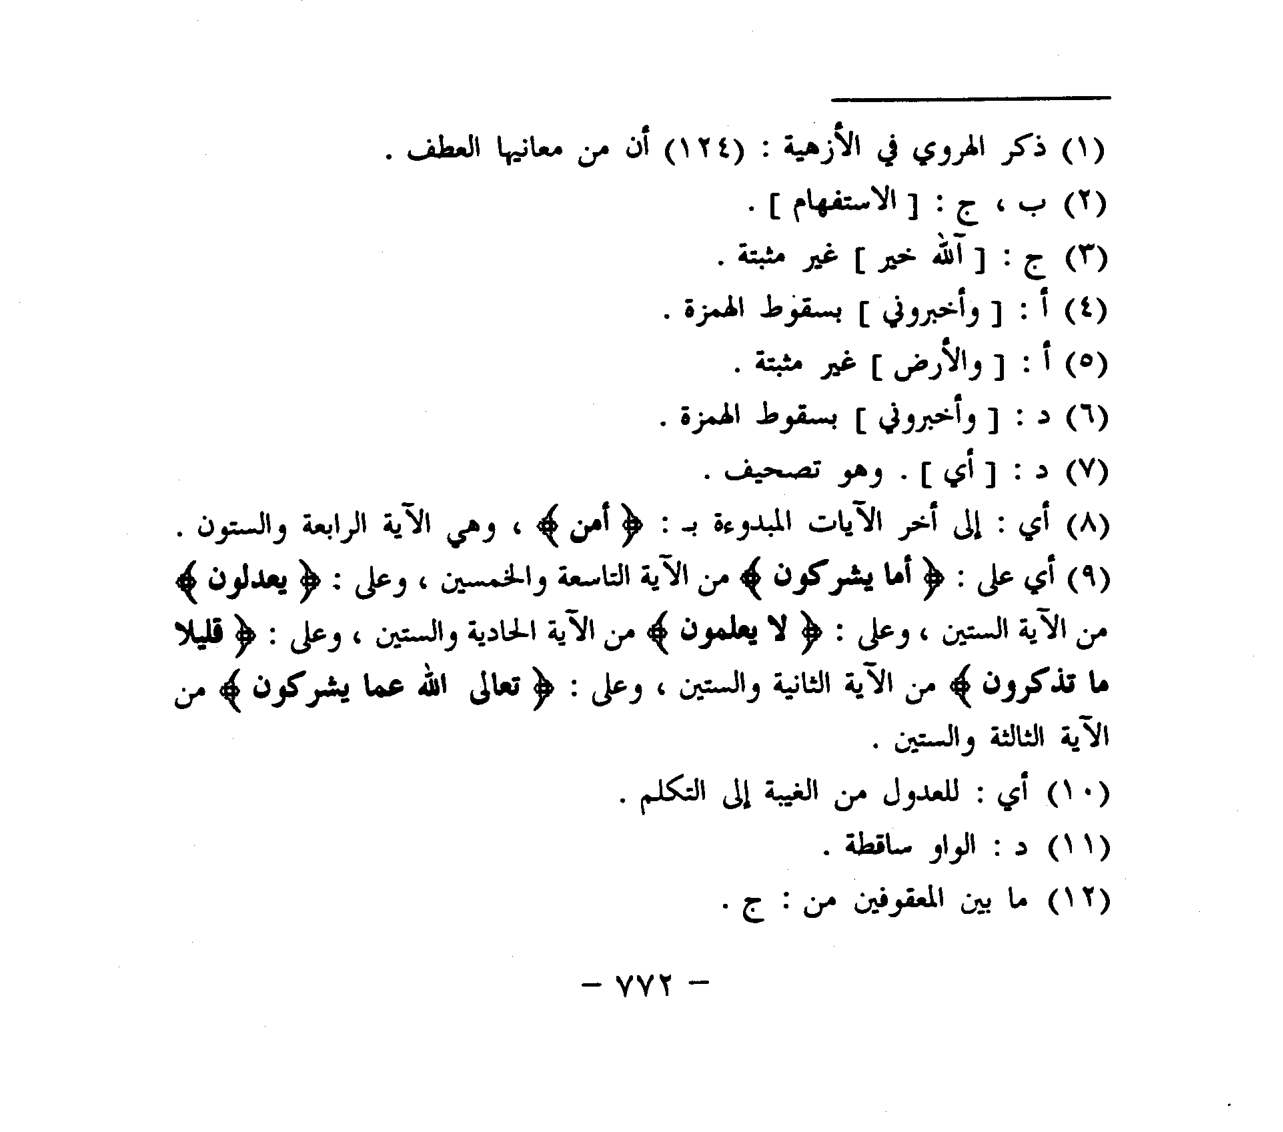 (١) ذكر الهروي في الأزهية : (١٢٤) أن من معانيها العطف .
(٢) ب ، ج : [ الاستفهام ] .
(٣) ج : [ آلله خير ] غير مثبتة .
(٤) أ : [ وأخبروني ] بسقوط الهمزة .
(٥) أ : [ والأرض ] غير مثبتة .
(٦) د : [ وأخبروني ] بسقوط الهمزة .
(٧) د : [ أي ] . وهو تصحيف .
(٨) أي : إلى أخر الآيات المبدوءة بـ : ﴿ أمن ﴾ ، وهي الآية الرابعة والستون .
(٩) أي على : ﴿ أما يشركون ﴾ من الآية التاسعة والخمسين ، وعلى : ﴿ يعدلون ﴾
من الآية الستين ، وعلى : ﴿ لا يعلمون ﴾ من الآية الحادية والستين ، وعلى : ﴿ قليلا
ما تذكرون ﴾ من الآية الثانية والستين ، وعلى : ﴿ تعالى الله عما يشركون ﴾ من
الآية الثالثة والستين .
(١٠) أي : للعدول من الغيبة إلى التكلم .
(١١) د : الواو ساقطة .
(١٢) ما بين المعقوفين من : ج .
– ٧٧٢ –